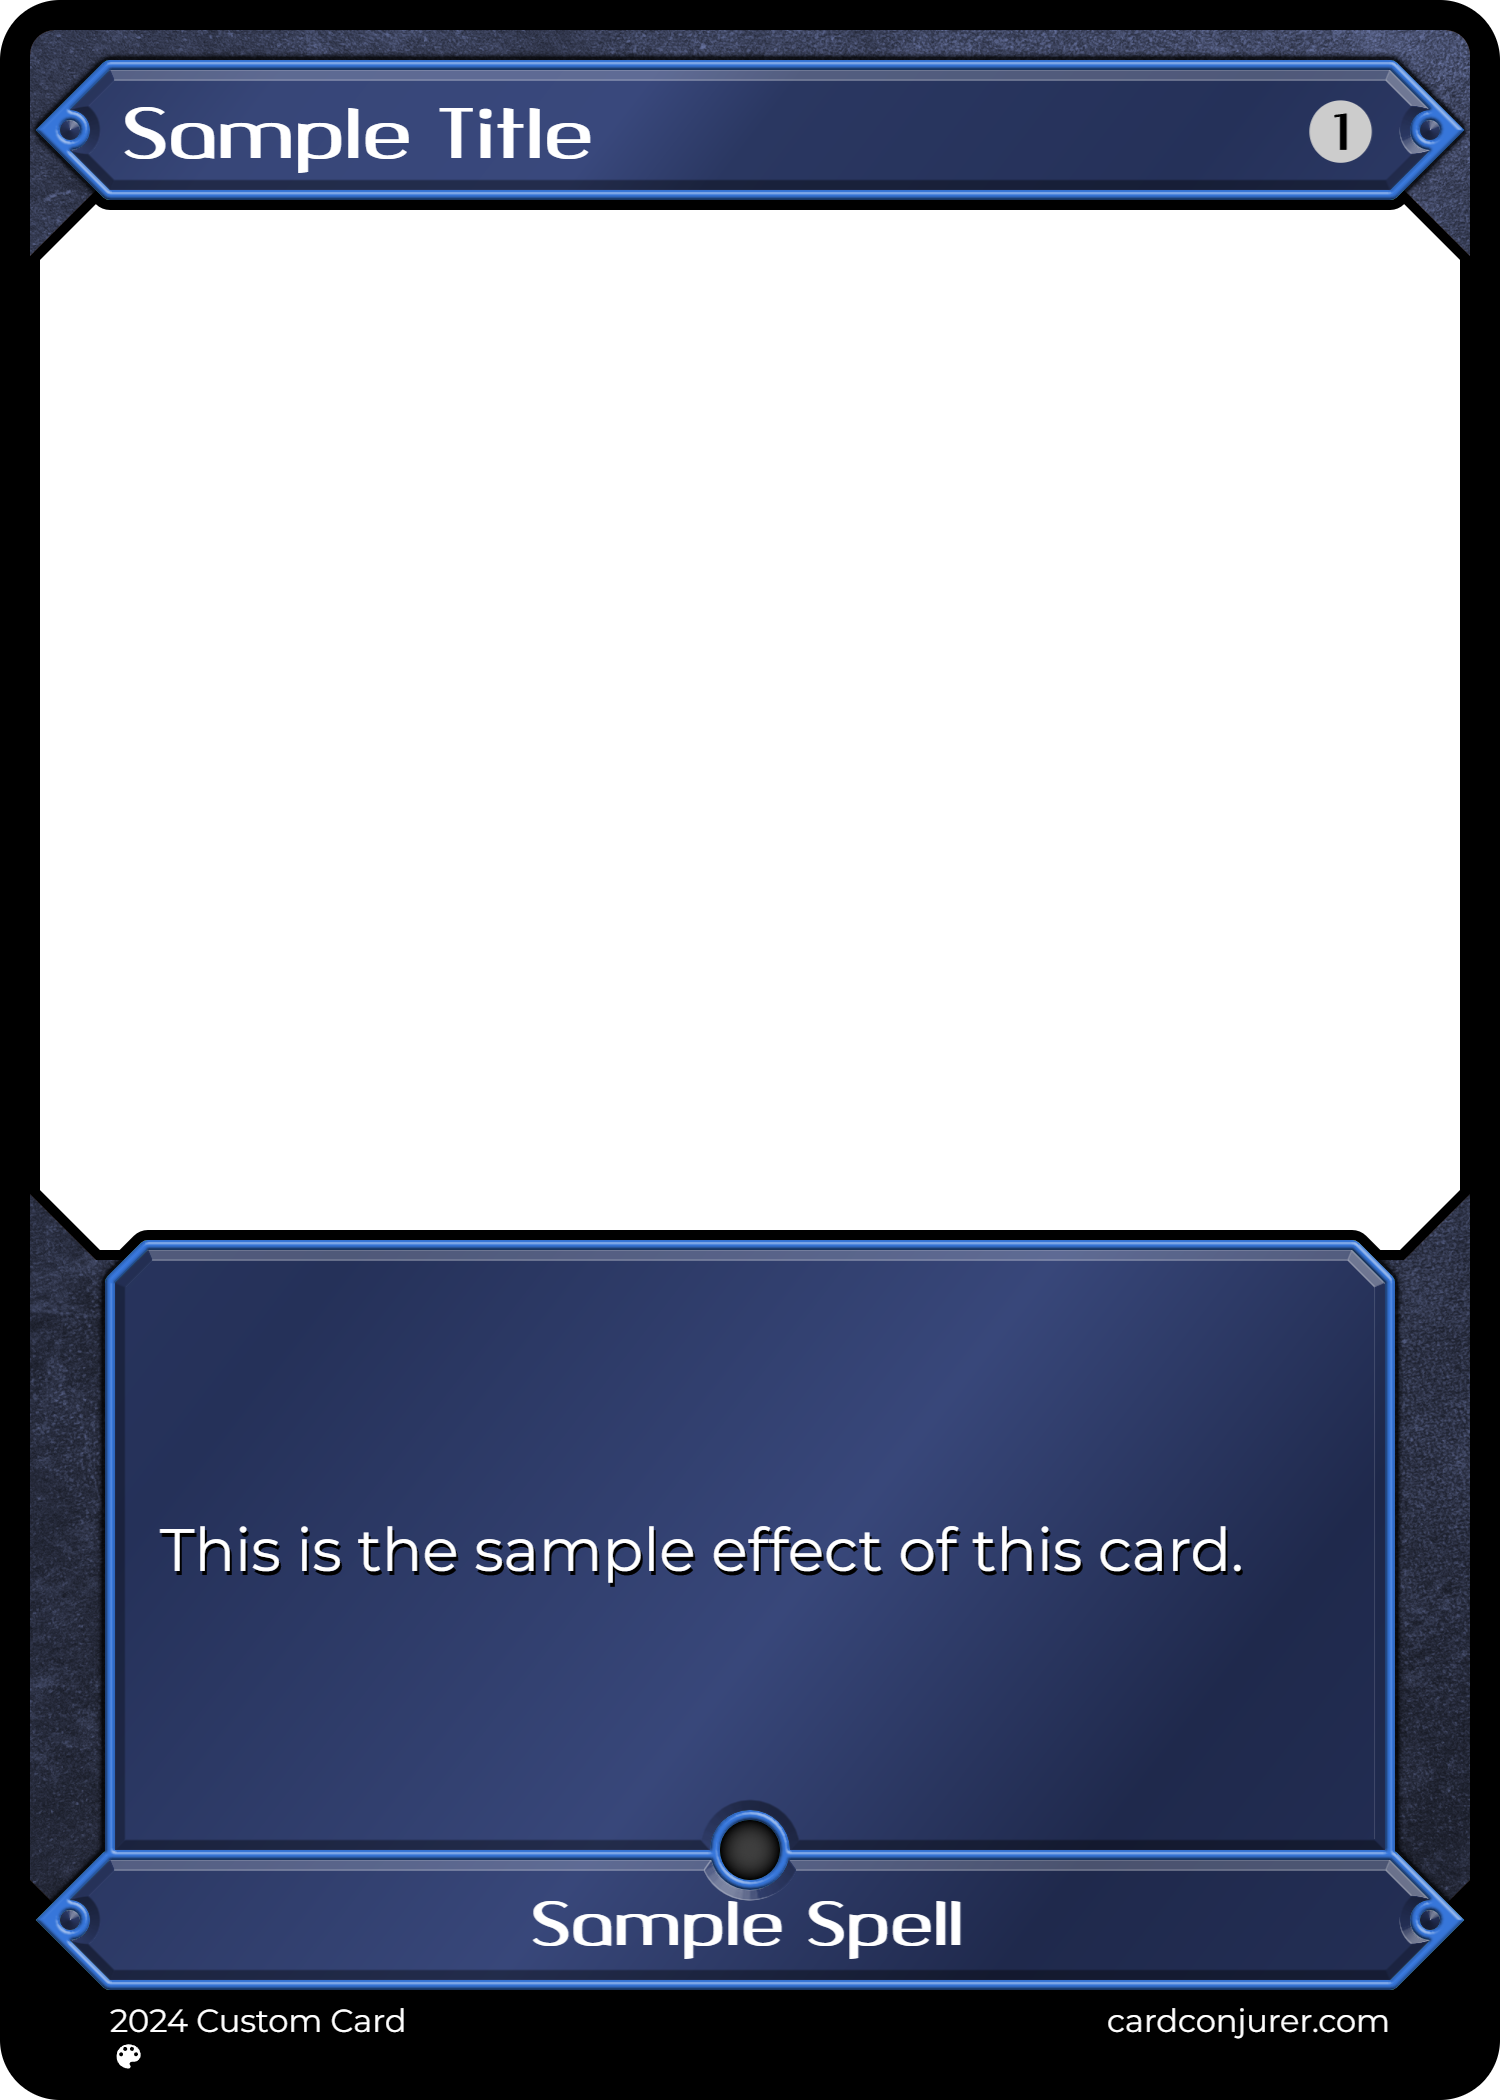 Sample Title
1
This is the sample effect of this card.
Sample Spell
2024 Custom Card
cardconjurer.com